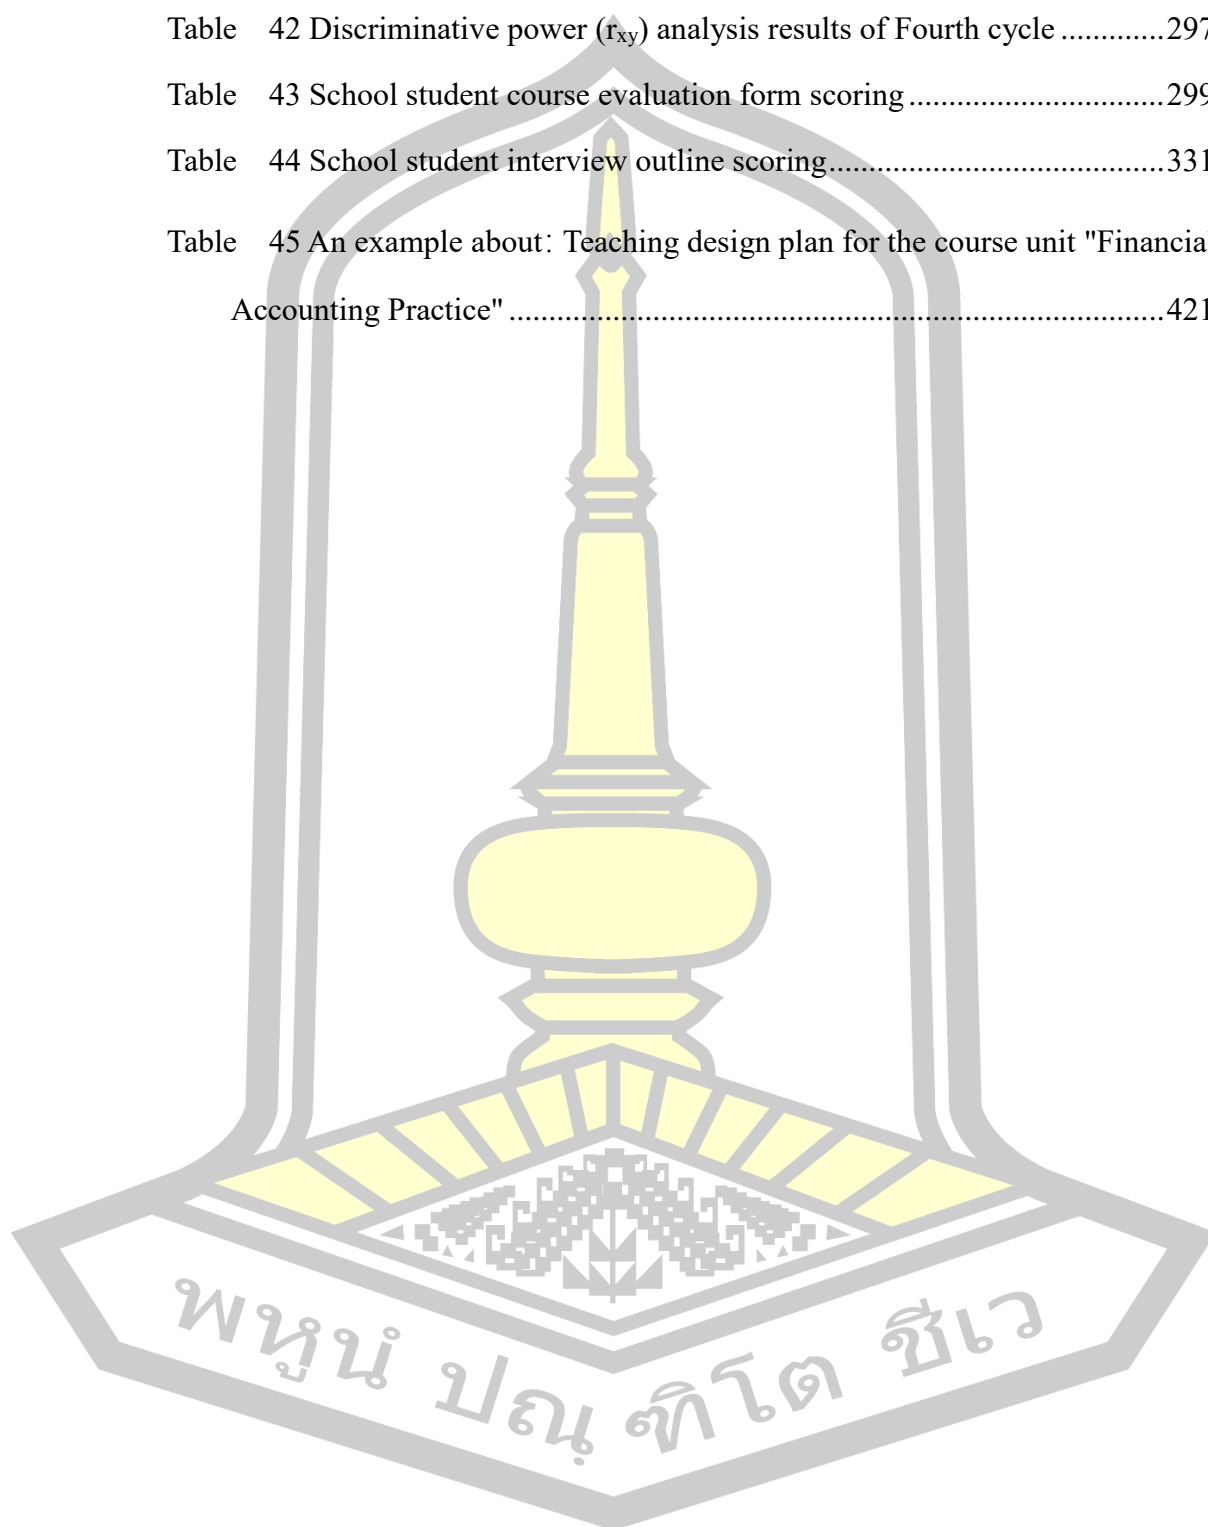 Table 42 Discriminative power (rxy) analysis results of Fourth cycle .............297
Table 43 School student course evaluation form scoring ................................299
Table 44 School student interview outline scoring..........................................331
Table 45 An example about: Teaching design plan for the course unit "Financial
Accounting Practice" ..................................................................................421
พหูนํ ปณฺฑิโต ชีเว